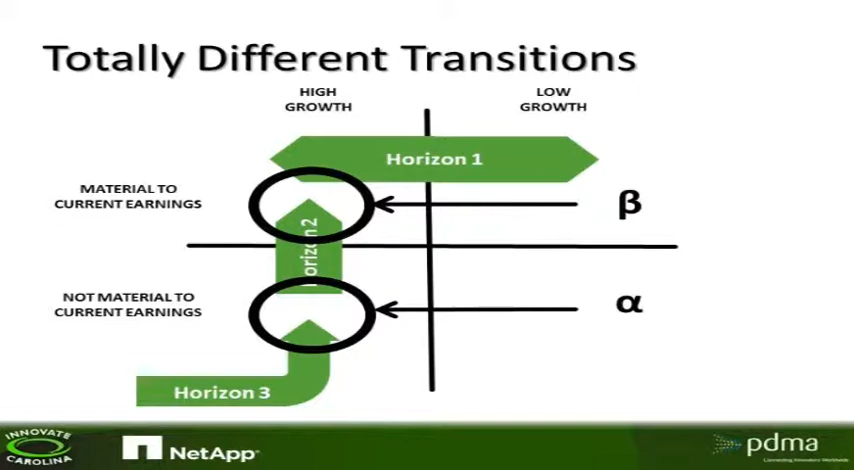 Totally Different Transitions
HIGH
GROWTH
LOW
GROWTH
Horizon 1
MATERIAL TO
CURRENT EARNINGS
β
Horizon 2
NOT MATERIAL TO
CURRENT EARNINGS
α
Horizon 3
INNOVATE
CAROLINA
NetApp
pdma